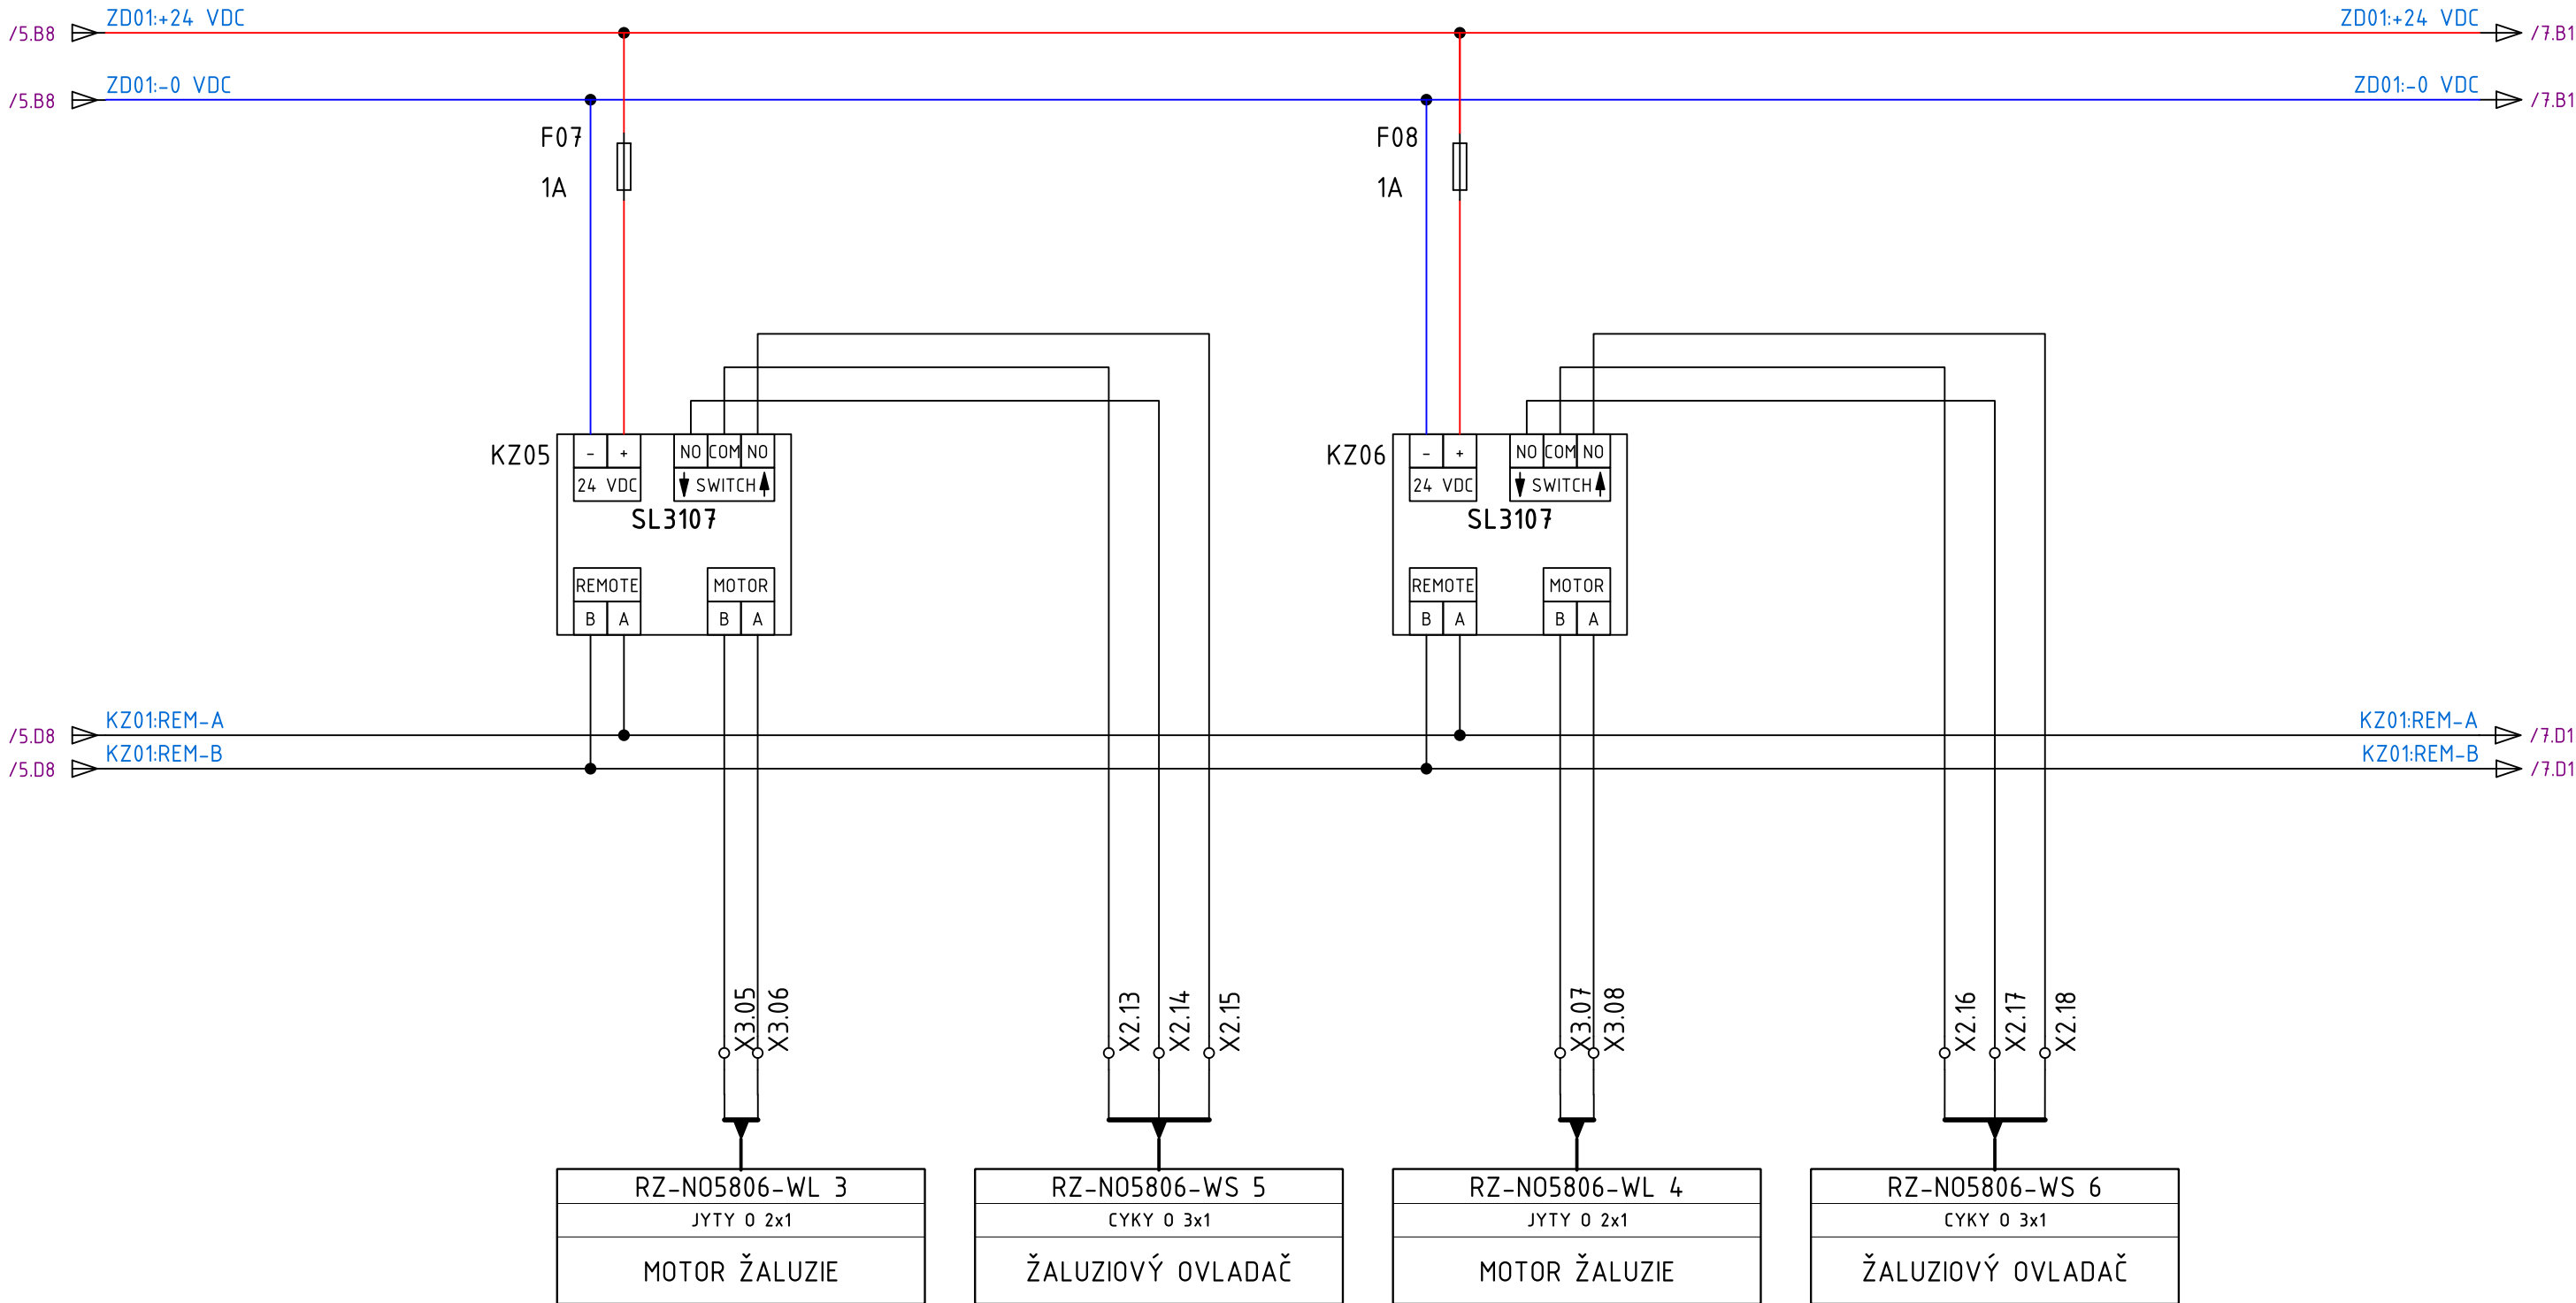 ZD01:+24 VDC
ZD01:+24 VDC
/5.B8
/7.B1
ZD01:-0 VDC
ZD01:-0 VDC
/5.B8
/7.B1
F07
1A
F08
1A
KZ05
- +
NO COM NO
24 VDC
SWITCH
SL3107
REMOTE
MOTOR
B A
B A
KZ06
- +
NO COM NO
24 VDC
SWITCH
SL3107
REMOTE
MOTOR
B A
B A
KZ01:REM-A
KZ01:REM-A
/5.D8
/7.D1
KZ01:REM-B
KZ01:REM-B
/5.D8
/7.D1
X3.05
X3.06
X2.13
X2.14
X2.15
X3.07
X3.08
X2.16
X2.17
X2.18
RZ-NO5806-WL 3
JYTY O 2x1
MOTOR ŽALUZIE
RZ-NO5806-WS 5
CYKY O 3x1
ŽALUZIOVÝ OVLADAČ
RZ-NO5806-WL 4
JYTY O 2x1
MOTOR ŽALUZIE
RZ-NO5806-WS 6
CYKY O 3x1
ŽALUZIOVÝ OVLADAČ